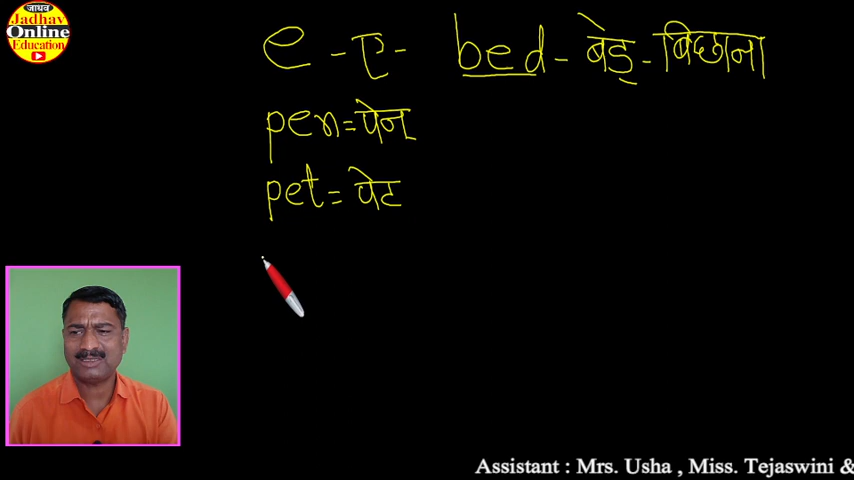 जाधव
Jadhav
Online
Education
e - ए - bed - बेड् - बिछाना
pen = पेन्
pet = पेट
Assistant : Mrs. Usha , Miss. Tejaswini &